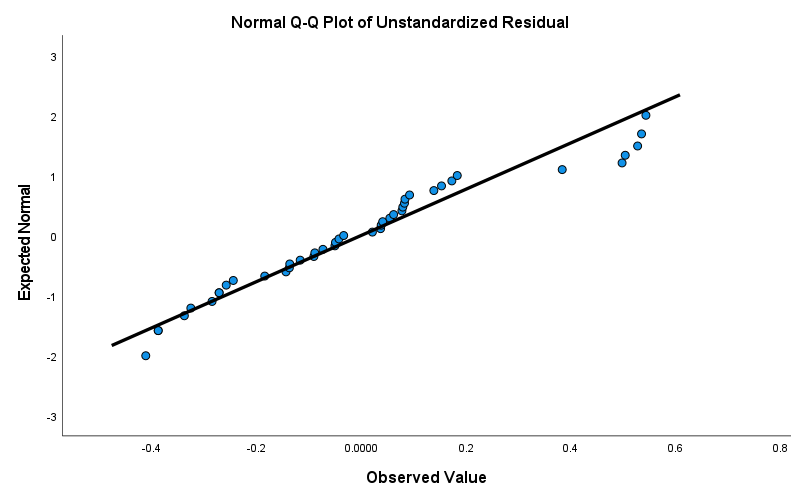 Normal Q-Q Plot of Unstandardized Residual
3
2
1
0
-1
-2
-3
Expected Normal
-0.4 -0.2 0.0000 0.2 0.4 0.6 0.8
Observed Value